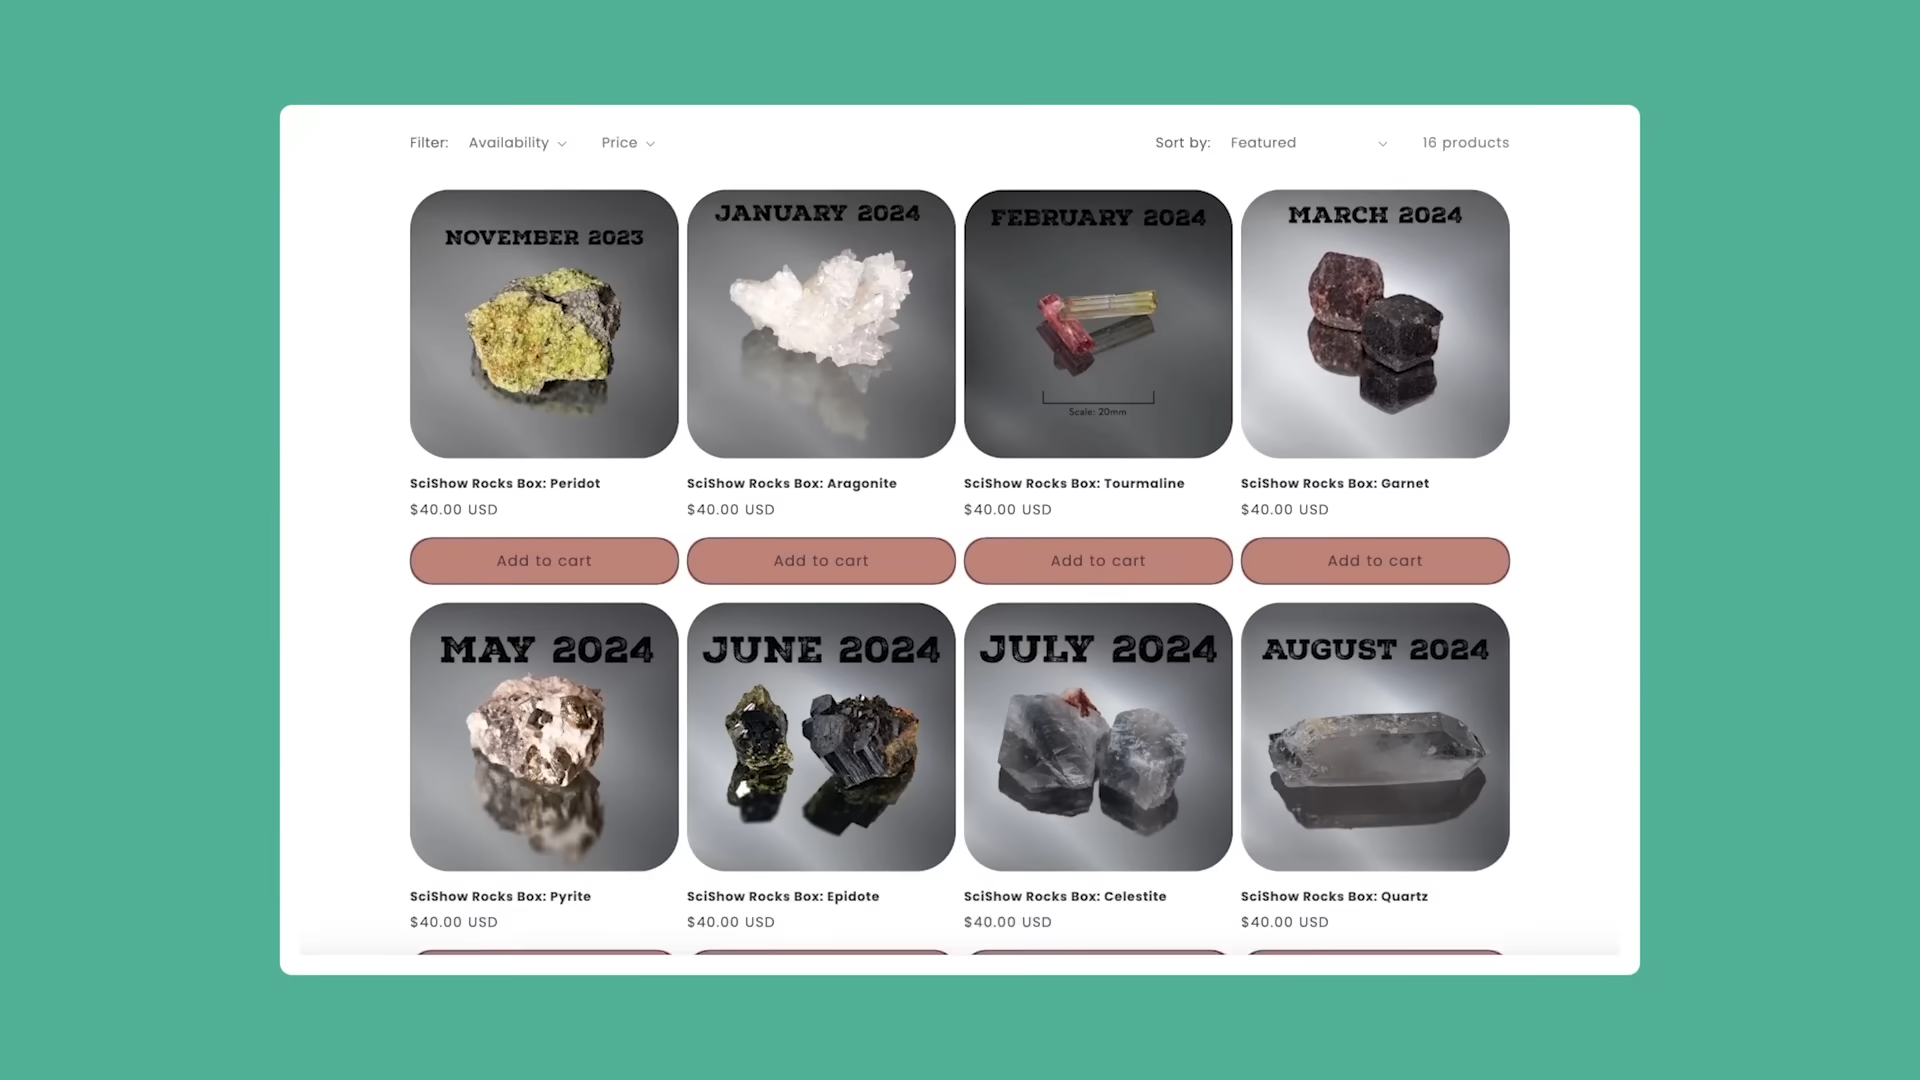 Filter: Availability Price Sort by: Featured 16 products
NOVEMBER 2023
JANUARY 2024
FEBRUARY 2024
Scale: 20mm
MARCH 2024
SciShow Rocks Box: Peridot
$40.00 USD
Add to cart
SciShow Rocks Box: Aragonite
$40.00 USD
Add to cart
SciShow Rocks Box: Tourmaline
$40.00 USD
Add to cart
SciShow Rocks Box: Garnet
$40.00 USD
Add to cart
MAY 2024
JUNE 2024
JULY 2024
AUGUST 2024
SciShow Rocks Box: Pyrite
$40.00 USD
SciShow Rocks Box: Epidote
$40.00 USD
SciShow Rocks Box: Celestite
$40.00 USD
SciShow Rocks Box: Quartz
$40.00 USD